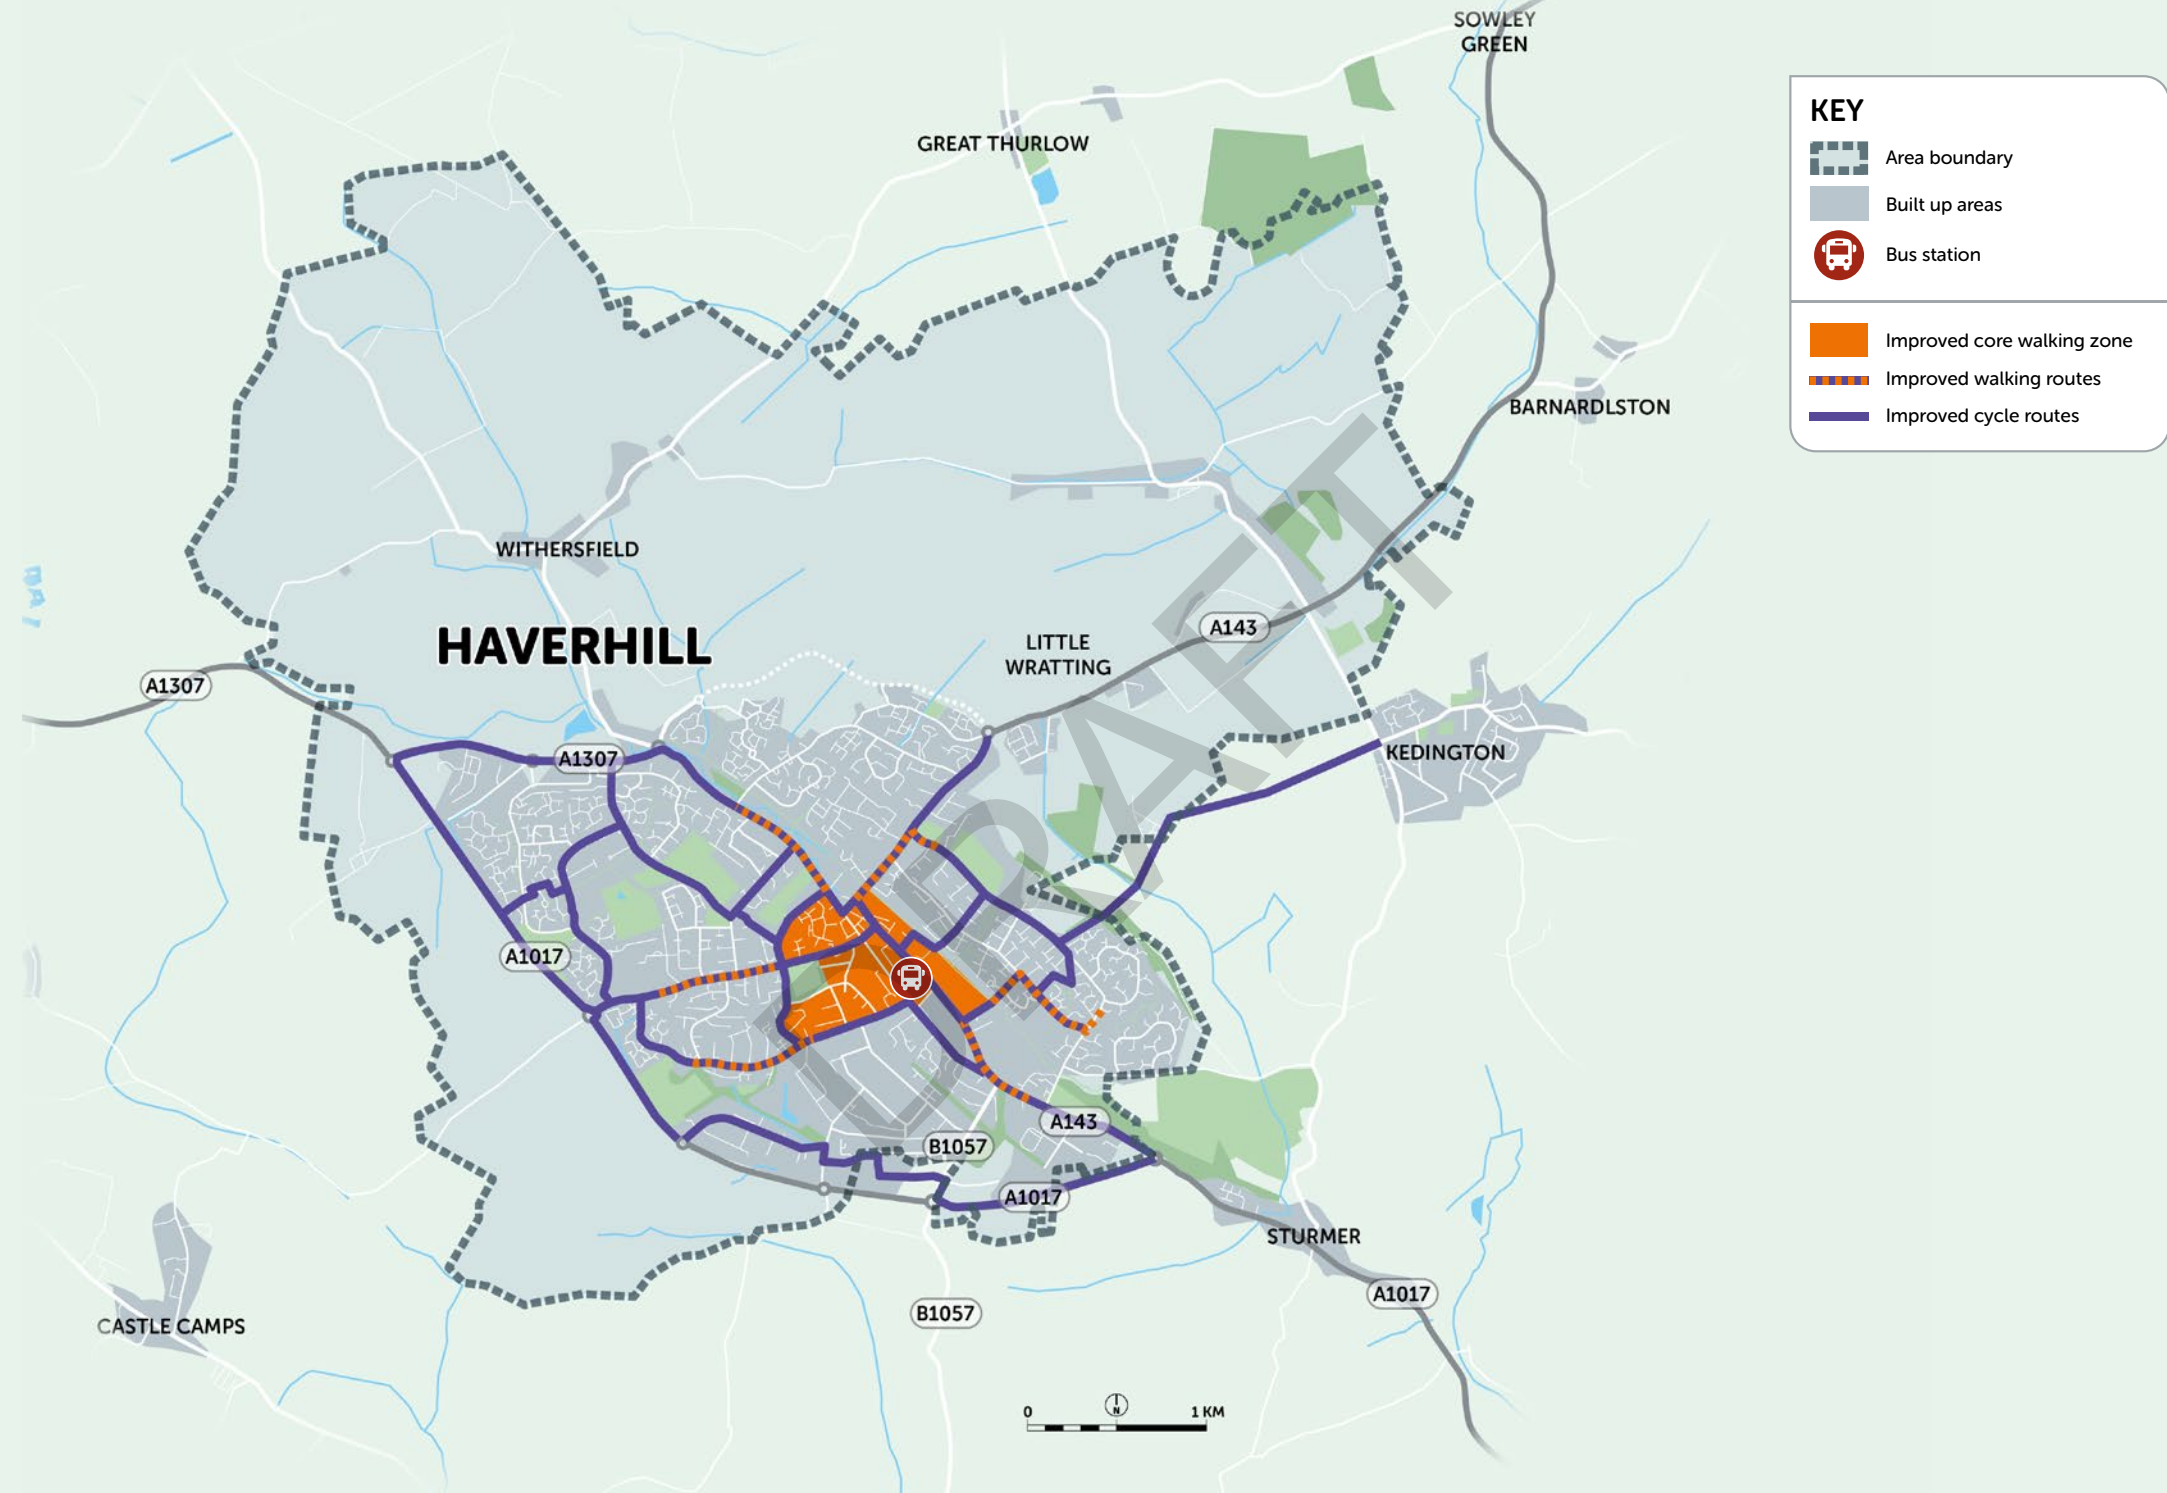 SOWLEY
GREEN
KEY
Area boundary
GREAT THURLOW
Built up areas
Bus station
Improved core walking zone
Improved walking routes
BARNARDLSTON
Improved cycle routes
WITHERSFIELD
A143
HAVERHILL
LITTLE
WRATTING
A1307
A1307
KEDINGTON
DRAFT
A1017
A143
B1057
A1017
STURMER
A1017
B1057
CASTLE CAMPS
0
N
1 KM